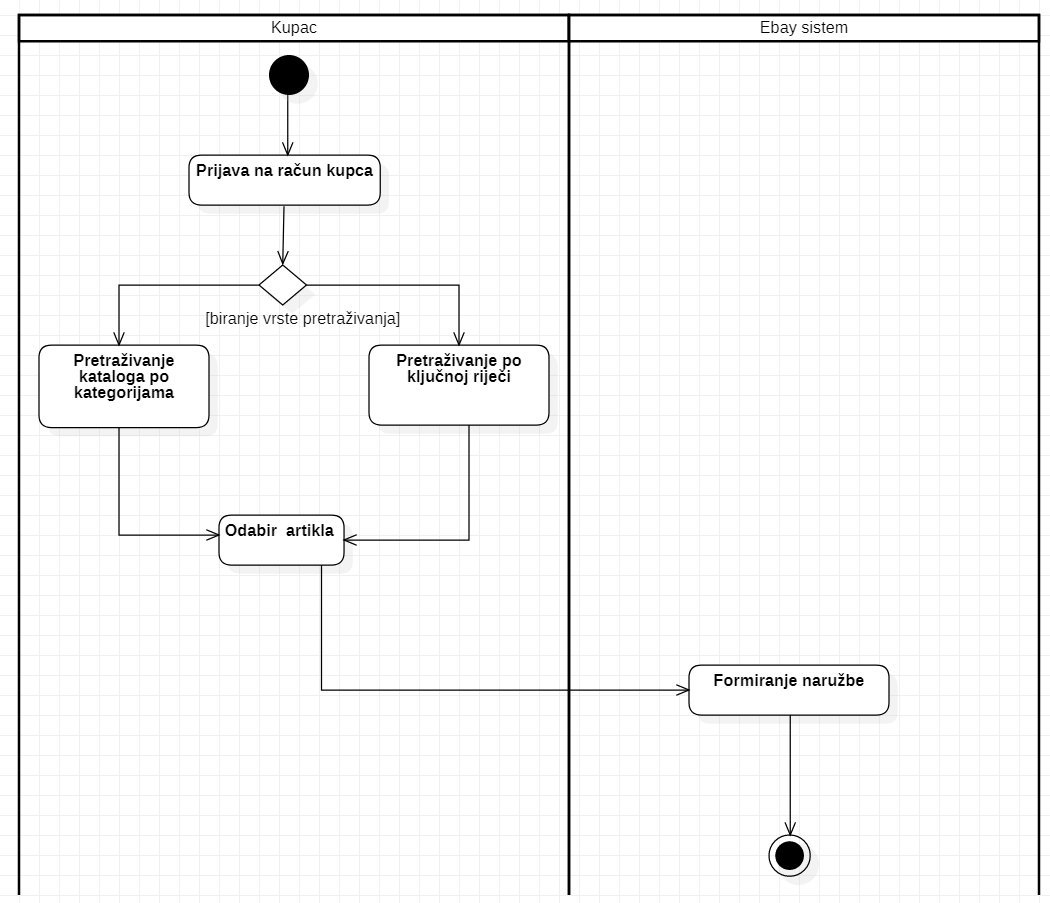 Kupac
Ebay sistem
Prijava na račun kupca
[biranje vrste pretraživanja]
Pretraživanje
kataloga po
kategorijama
Pretraživanje po
ključnoj riječi
Odabir  artikla
Formiranje naružbe